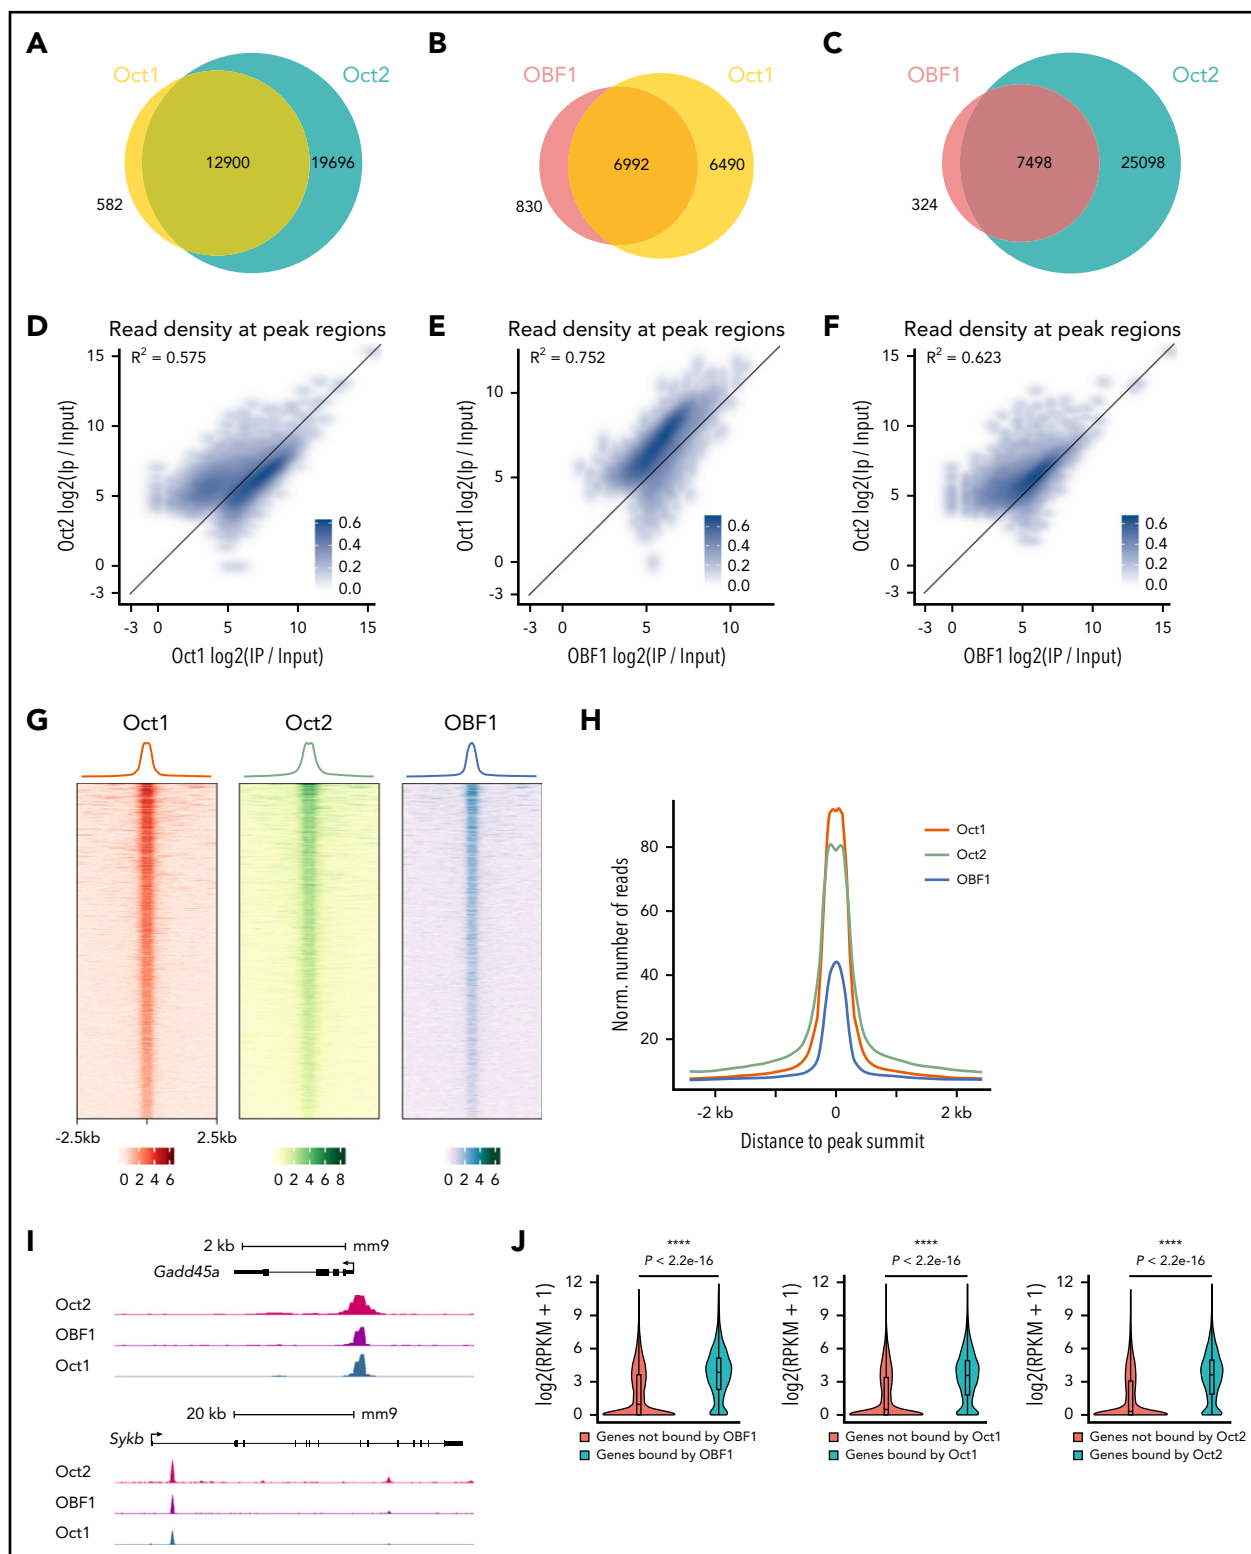 A
Oct1
Oct2
12900
19696
582
B
OBF1
Oct1
6992
6490
830
C
OBF1
Oct2
7498
25098
324
D
Read density at peak regions
R² = 0.575
Oct2 log2(Ip / Input)
15
10
5
0
-3
0.6
0.4
0.2
0.0
-3 0 5 10 15
Oct1 log2(IP / Input)
E
Read density at peak regions
R² = 0.752
Oct1 log2(IP / Input)
10
5
0
-3
0.6
0.4
0.2
0.0
-3 0 5 10
OBF1 log2(IP / Input)
F
Read density at peak regions
R² = 0.623
Oct2 log2(IP / Input)
15
10
5
0
-3
0.6
0.4
0.2
0.0
-3 0 5 10 15
OBF1 log2(IP / Input)
G
Oct1
Oct2
OBF1
-2.5kb
2.5kb
0 2 4 6
0 2 4 6 8
0 2 4 6
H
Norm. number of reads
80
60
40
20
Oct1
Oct2
OBF1
-2 kb 0 2 kb
Distance to peak summit
I
2 kb mm9
Gadd45a
Oct2
OBF1
Oct1
20 kb mm9
Sykb
Oct2
OBF1
Oct1
J
****
P < 2.2e-16
log2(RPKM + 1)
12
9
6
3
0
Genes not bound by OBF1
Genes bound by OBF1
****
P < 2.2e-16
log2(RPKM + 1)
12
9
6
3
0
Genes not bound by Oct1
Genes bound by Oct1
****
P < 2.2e-16
log2(RPKM + 1)
12
9
6
3
0
Genes not bound by Oct2
Genes bound by Oct2